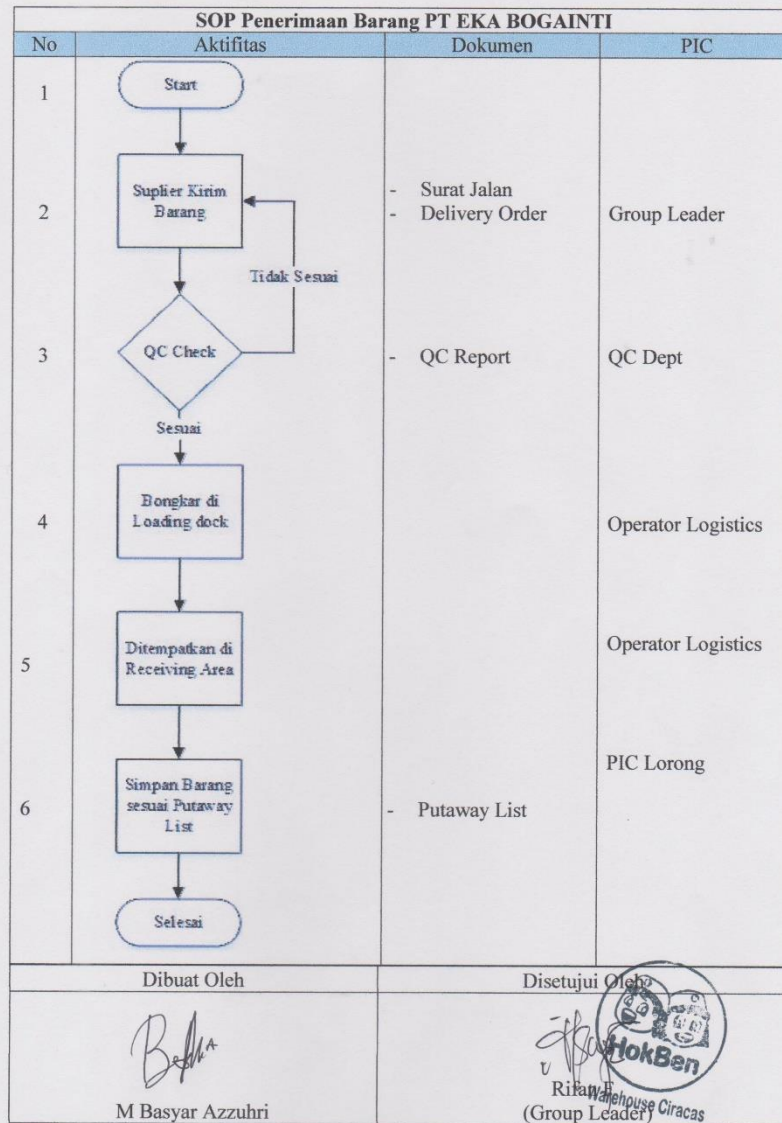 SOP Penerimaan Barang PT EKA BOGAINTI
No Aktifitas Dokumen PIC
1 Start
2 Suplier Kirim Barang - Surat Jalan - Delivery Order Group Leader
Tidak Sesuai
3 QC Check - QC Report QC Dept
Sesuai
4 Bongkar di Loading dock Operator Logistics
5 Ditempatkan di Receiving Area Operator Logistics
6 Simpan Barang sesuai Putaway List - Putaway List PIC Lorong
Selesai
Dibuat Oleh Disetujui Oleh
HokBen
Warehouse Ciracas
M Basyar Azzuhri
(Group Leader)